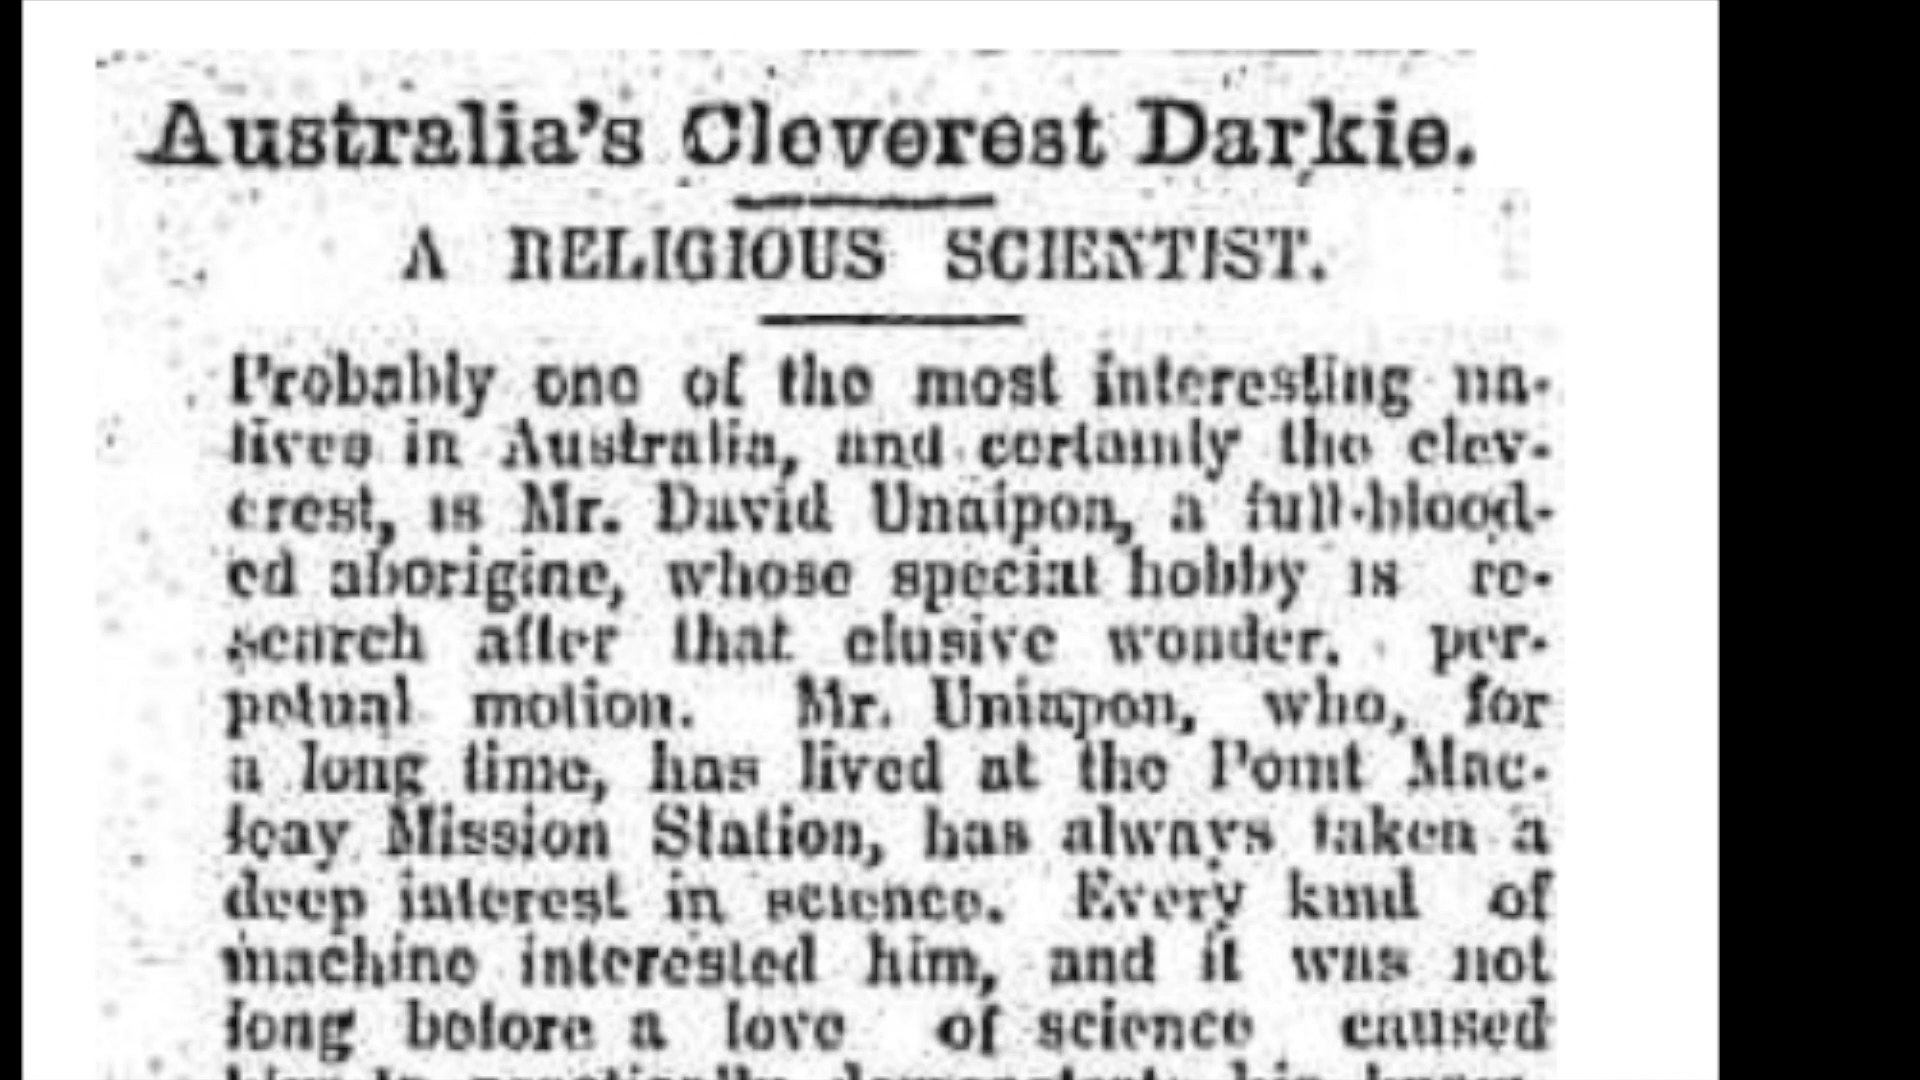 Australia's Cleverest Darkie.
A RELIGIOUS SCIENTIST.
Probably one of the most interesting na-
tives in Australia, and certainly the clev-
erest, is Mr. David Unaipon, a full-blood-
ed aborigine, whose special hobby is re-
search after that elusive wonder, per-
petual motion. Mr. Uniapon, who, for
a long time, has lived at the Point Mac-
leay Mission Station, has always taken a
deep interest in science. Every kind of
machine interested him, and it was not
long before a love of science caused